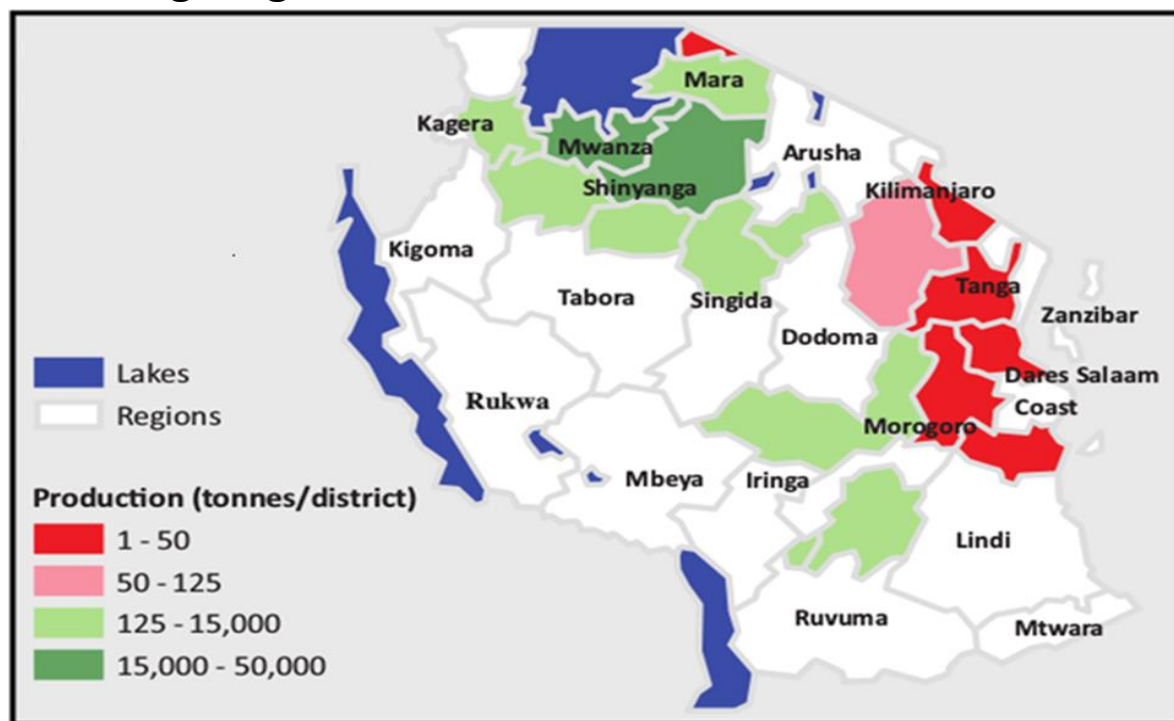 Mara
Kagera
Mwanza
Arusha
Shinyanga
Kilimanjaro
Kigoma
Tabora
Singida
Tanga
Zanzibar
Dodoma
Dares Salaam
Coast
Rukwa
Morogoro
Mbeya
Iringa
Lindi
Ruvuma
Mtwara
Lakes
Regions
Production (tonnes/district)
1 - 50
50 - 125
125 - 15,000
15,000 - 50,000